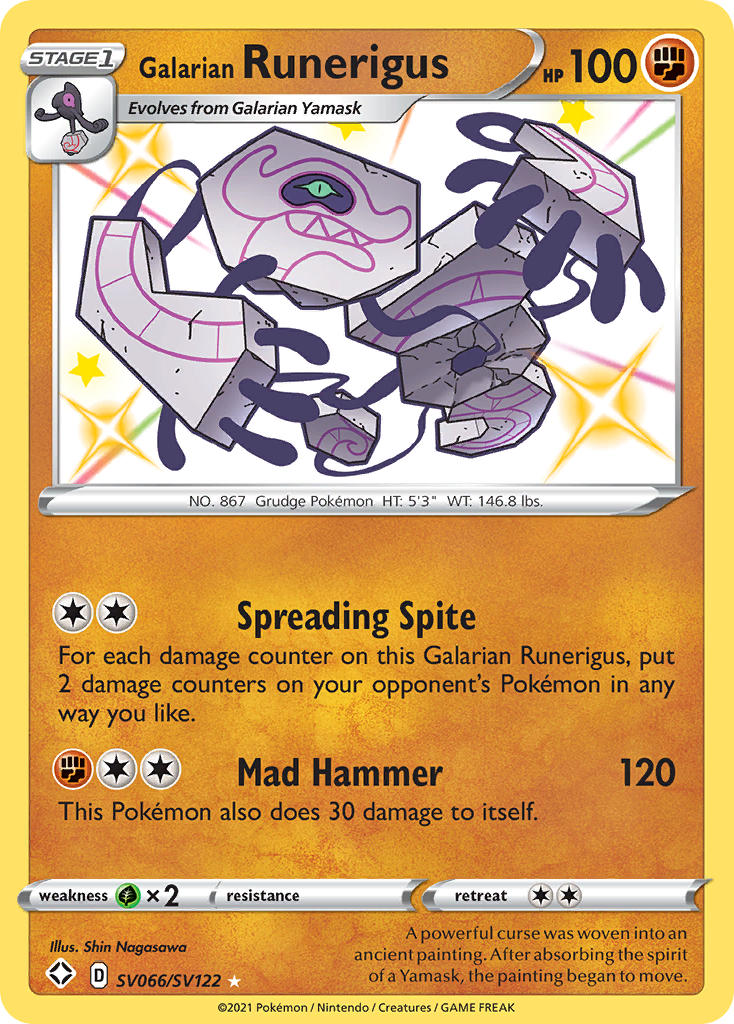 STAGE 1
Galarian Runerigus
HP 100
Evolves from Galarian Yamask
NO. 867 Grudge Pokémon HT: 5'3" WT: 146.8 lbs.
Spreading Spite
For each damage counter on this Galarian Runerigus, put
2 damage counters on your opponent's Pokémon in any
way you like.
Mad Hammer 120
This Pokémon also does 30 damage to itself.
weakness ×2 resistance retreat
Illus. Shin Nagasawa
A powerful curse was woven into an
ancient painting. After absorbing the spirit
of a Yamask, the painting began to move.
D SV066/SV122
©2021 Pokémon / Nintendo / Creatures / GAME FREAK